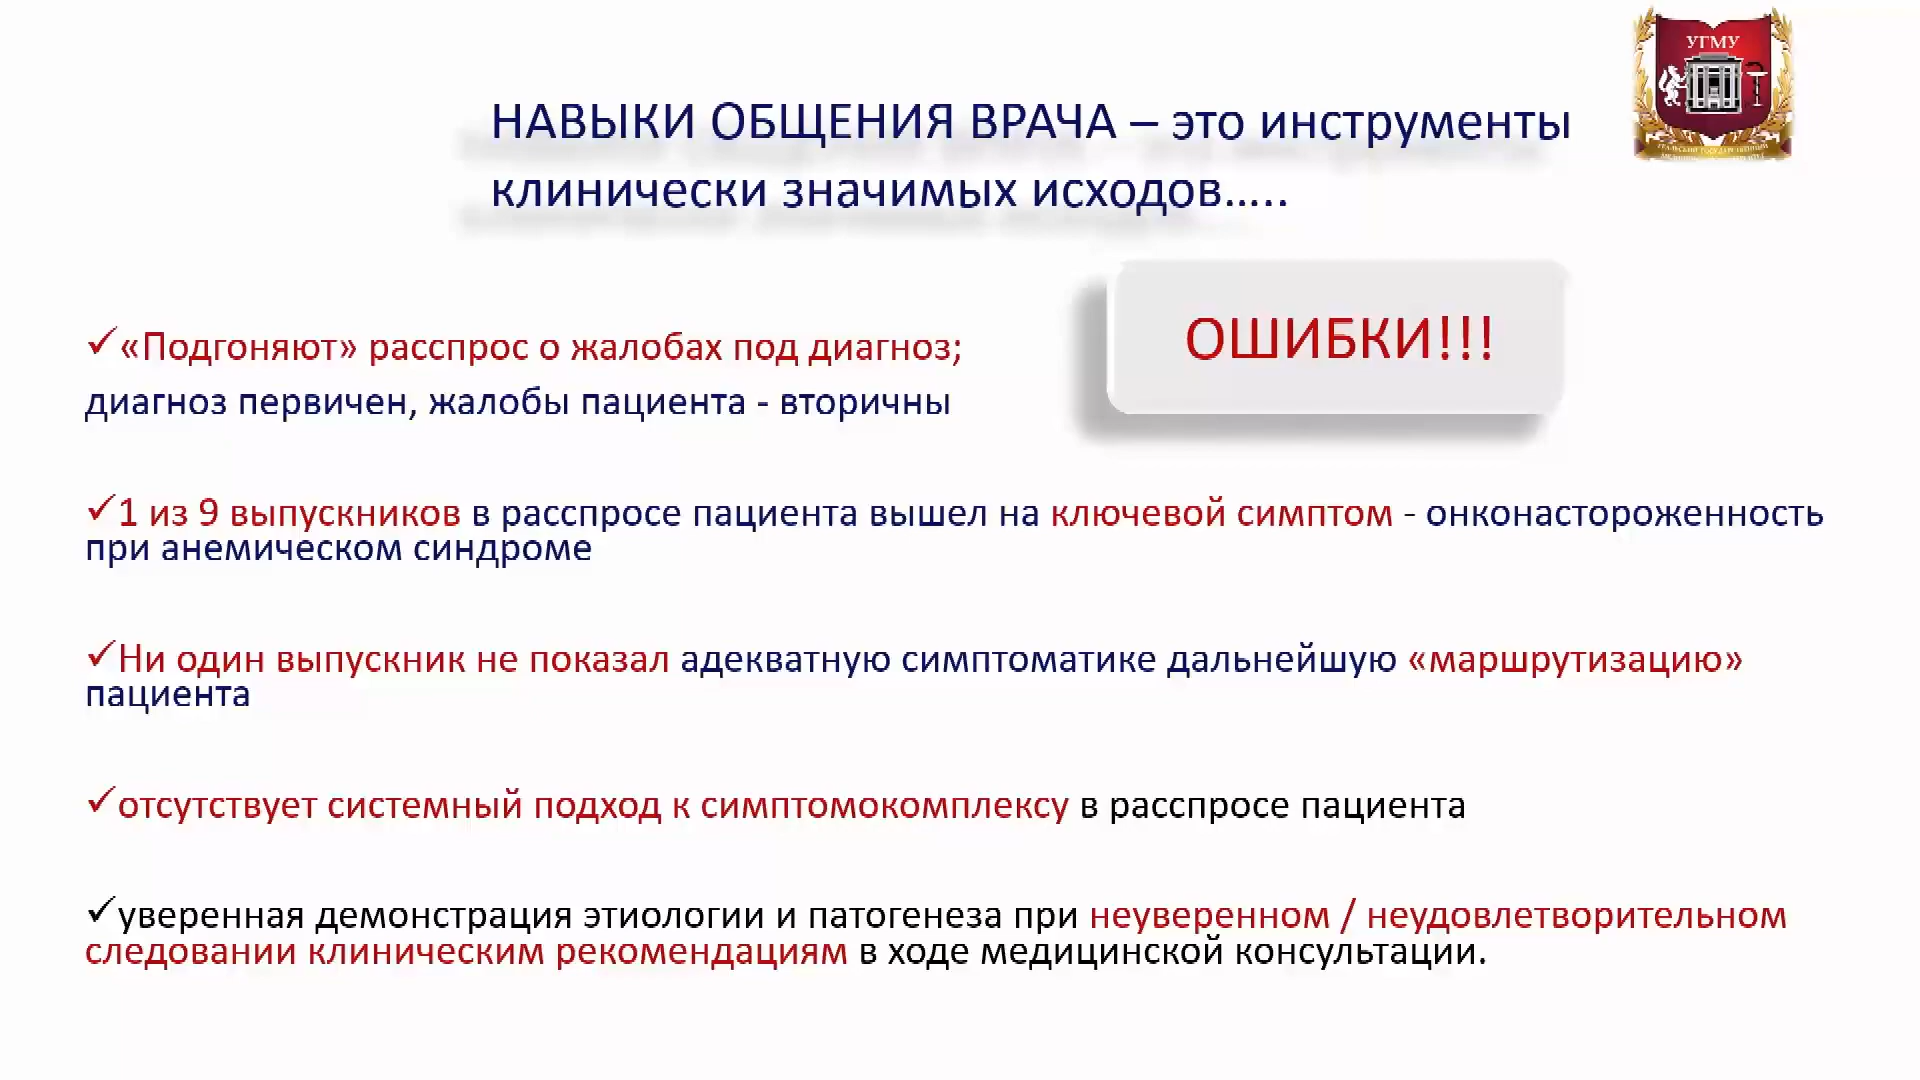 УГМУ
НАВЫКИ ОБЩЕНИЯ ВРАЧА – это инструменты
клинически значимых исходов.....
ОШИБКИ!!!
✓«Подгоняют» расспрос о жалобах под диагноз;
диагноз первичен, жалобы пациента - вторичны
✓1 из 9 выпускников в расспросе пациента вышел на ключевой симптом - онконастороженность
при анемическом синдроме
✓Ни один выпускник не показал адекватную симптоматике дальнейшую «маршрутизацию»
пациента
✓отсутствует системный подход к симптомокомплексу в расспросе пациента
✓уверенная демонстрация этиологии и патогенеза при неуверенном / неудовлетворительном
следовании клиническим рекомендациям в ходе медицинской консультации.